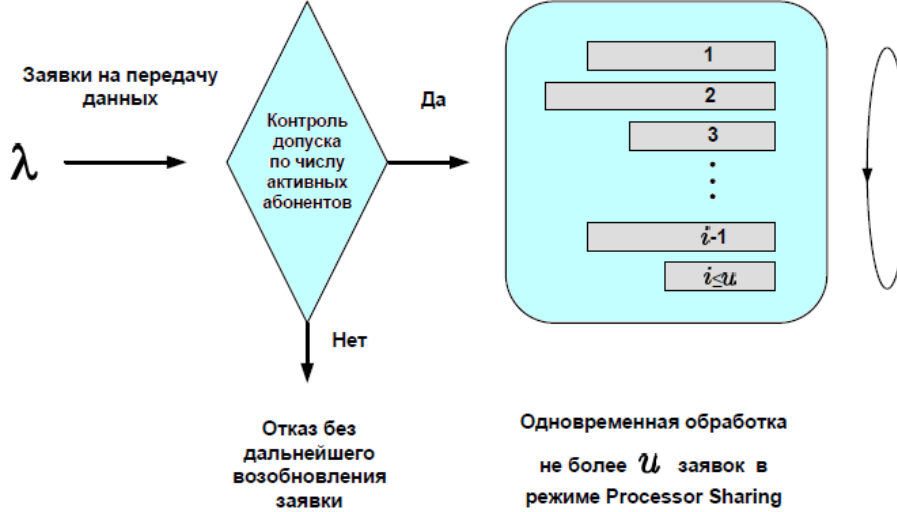 Заявки на передачу
данных
λ
Контроль
допуска
по числу
активных
абонентов
Да
Нет
Отказ без
дальнейшего
возобновления
заявки
1
2
3
i-1
i≤u
Одновременная обработка
не более u заявок в
режиме Processor Sharing